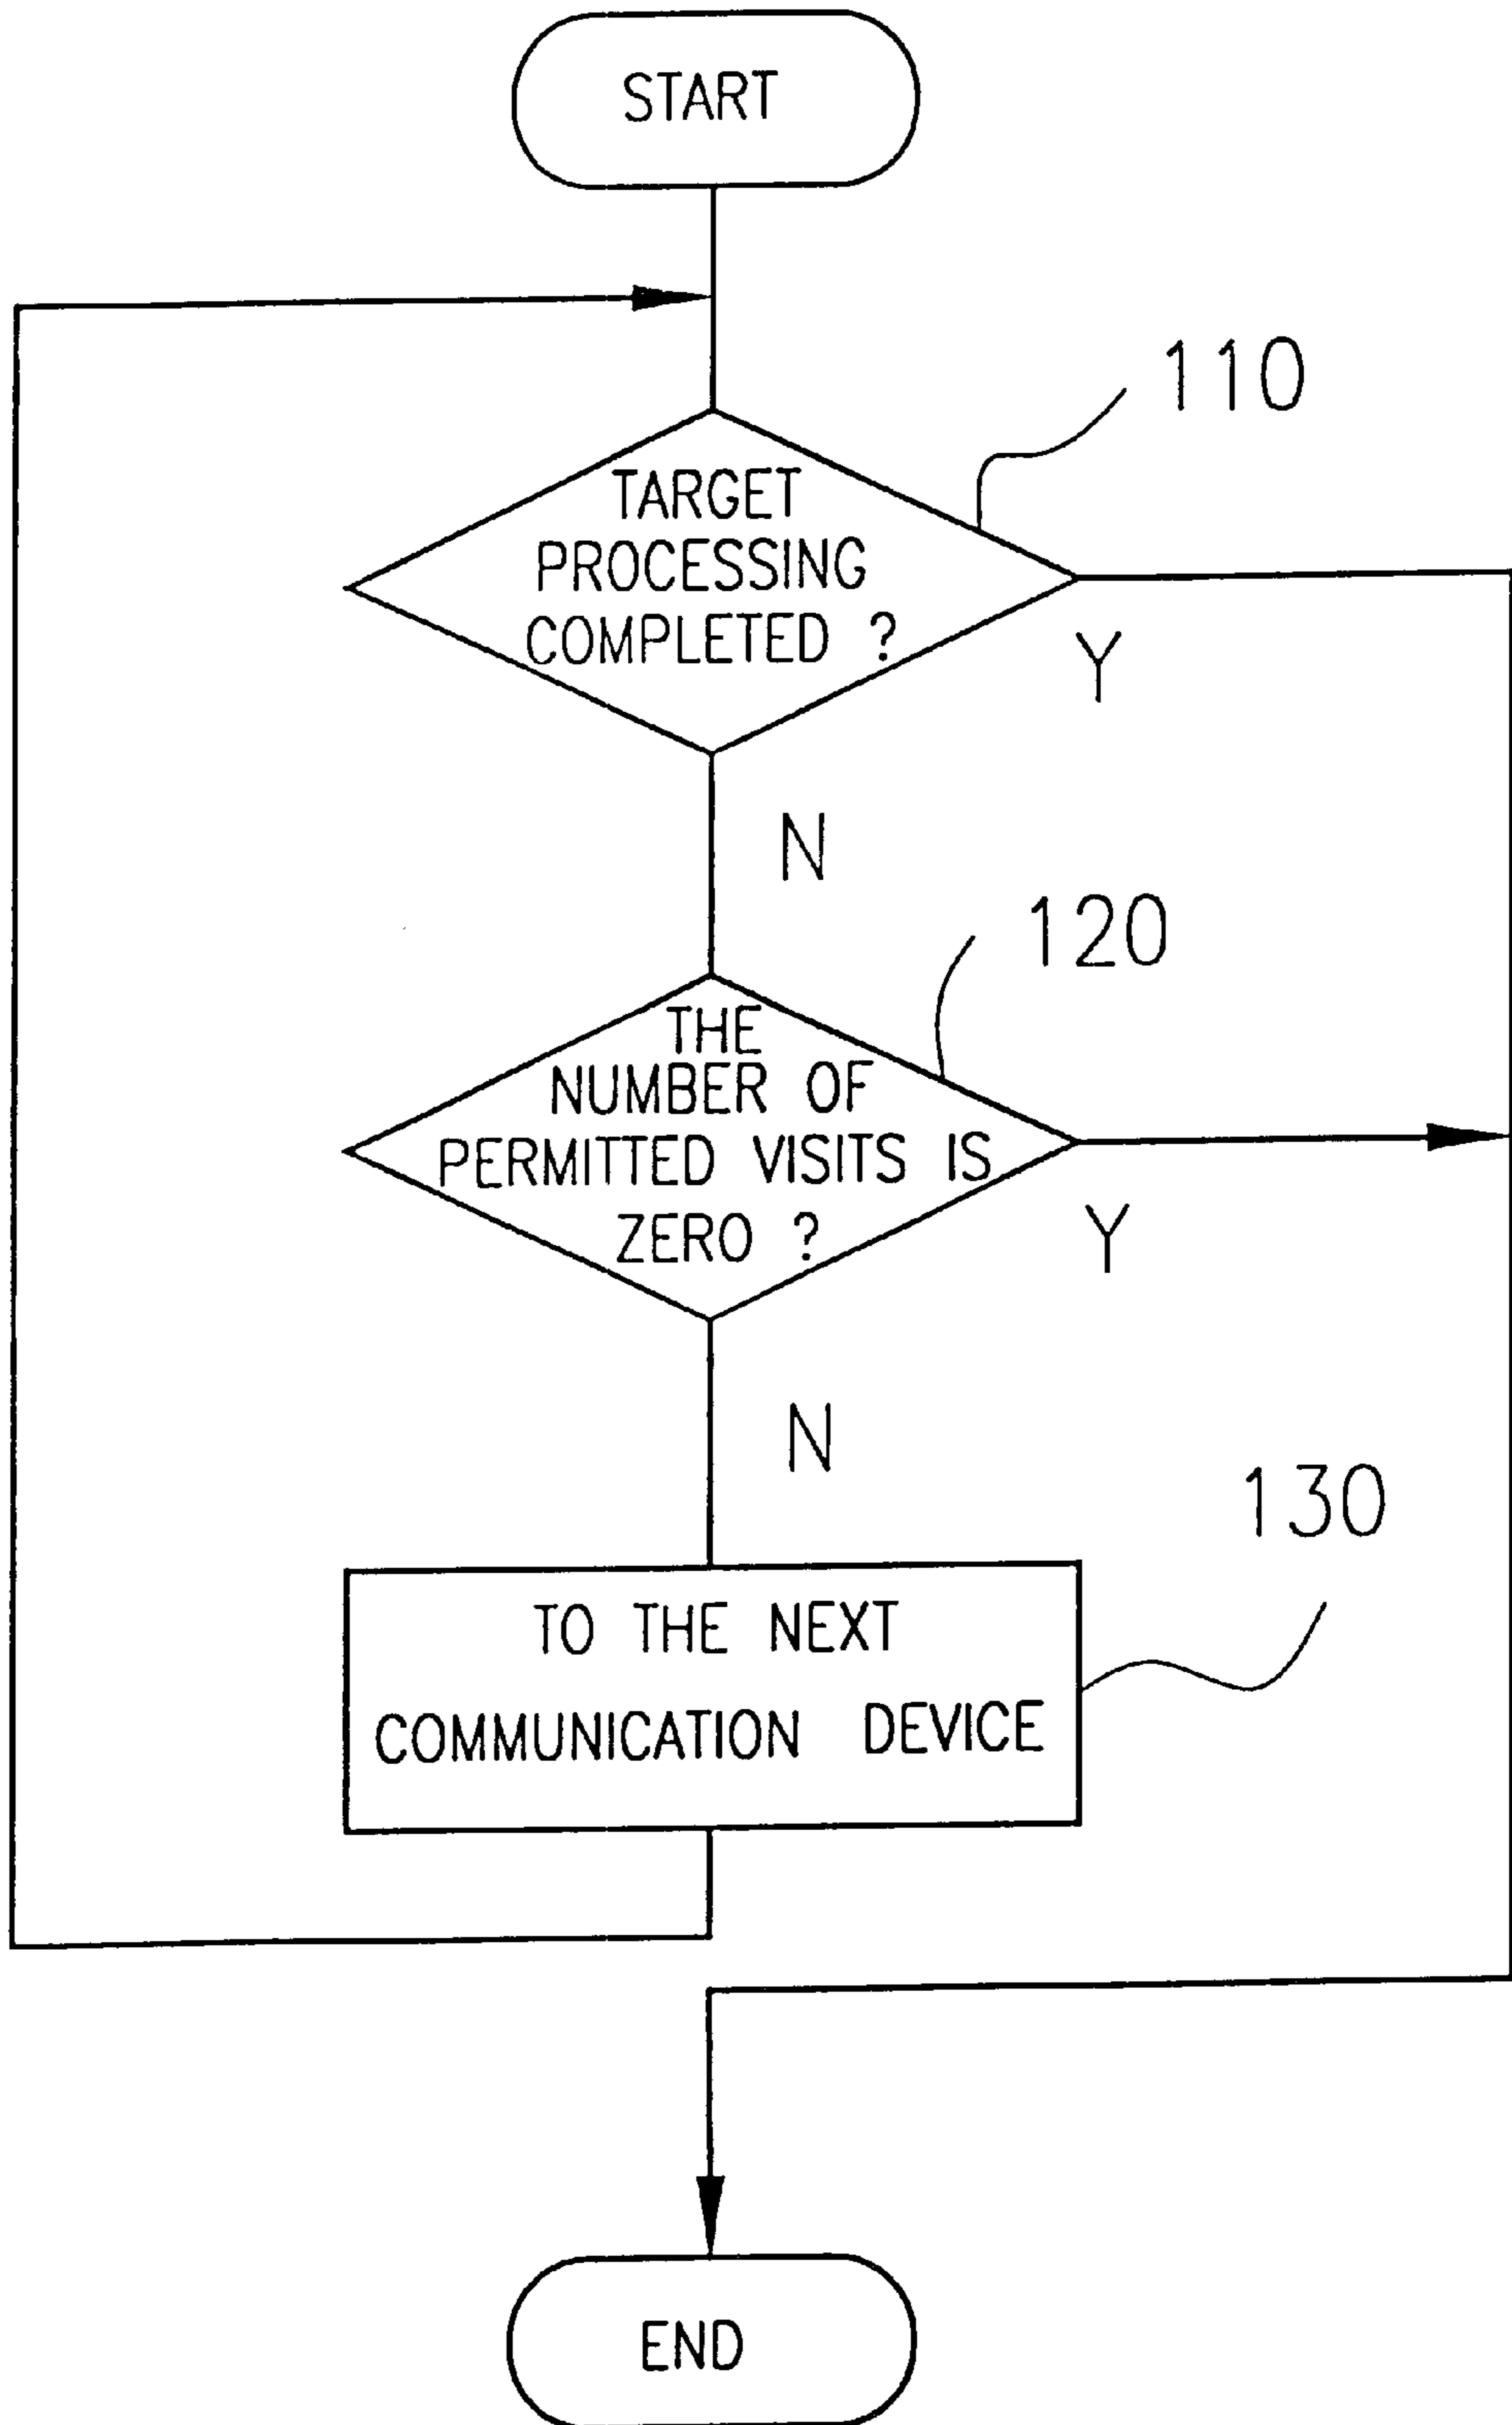 START
110
TARGET
PROCESSING
COMPLETED ?
Y
N
120
THE
NUMBER OF
PERMITTED VISITS IS
ZERO ?
Y
N
130
TO THE NEXT
COMMUNICATION DEVICE
END